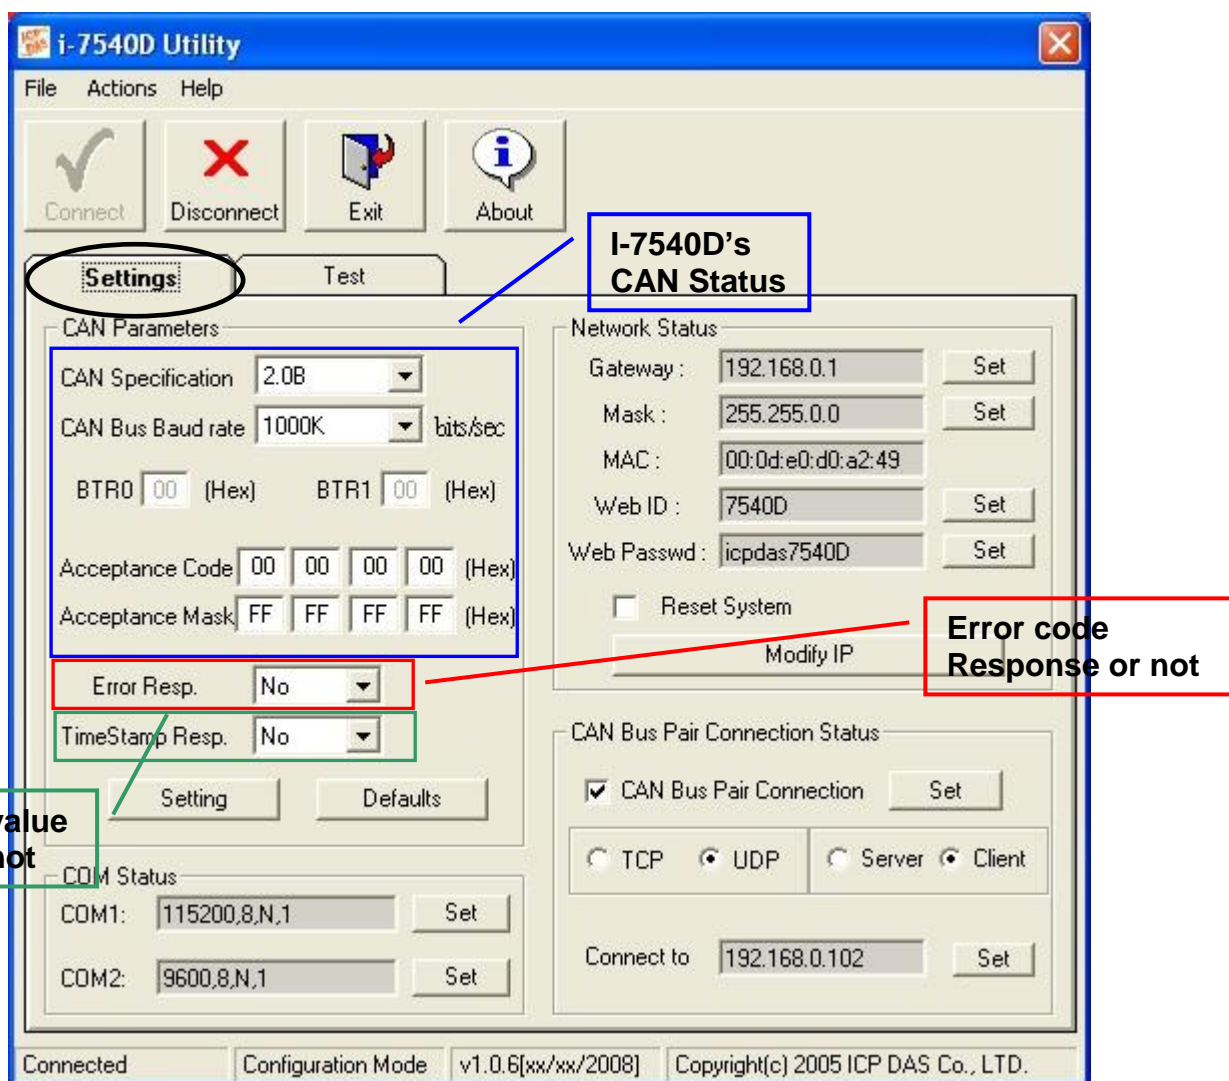 i-7540D Utility
File Actions Help
Connect Disconnect Exit About
I-7540D's
CAN Status
Settings Test
CAN Parameters
CAN Specification 2.0B
CAN Bus Baud rate 1000K bits/sec
BTR0 00 (Hex) BTR1 00 (Hex)
Acceptance Code 00 00 00 00 (Hex)
Acceptance Mask FF FF FF FF (Hex)
Error Resp. No
TimeStamp Resp. No
Setting Defaults
value
not
COM Status
COM1: 115200,8,N,1 Set
COM2: 9600,8,N,1 Set
Network Status
Gateway : 192.168.0.1 Set
Mask : 255.255.0.0 Set
MAC : 00:0d:e0:d0:a2:49
Web ID : 7540D Set
Web Passwd : icpdas7540D Set
Reset System
Modify IP
Error code
Response or not
CAN Bus Pair Connection Status
CAN Bus Pair Connection Set
TCP UDP Server Client
Connect to 192.168.0.102 Set
Connected Configuration Mode v1.0.6[xx/xx/2008] Copyright(c) 2005 ICP DAS Co., LTD.